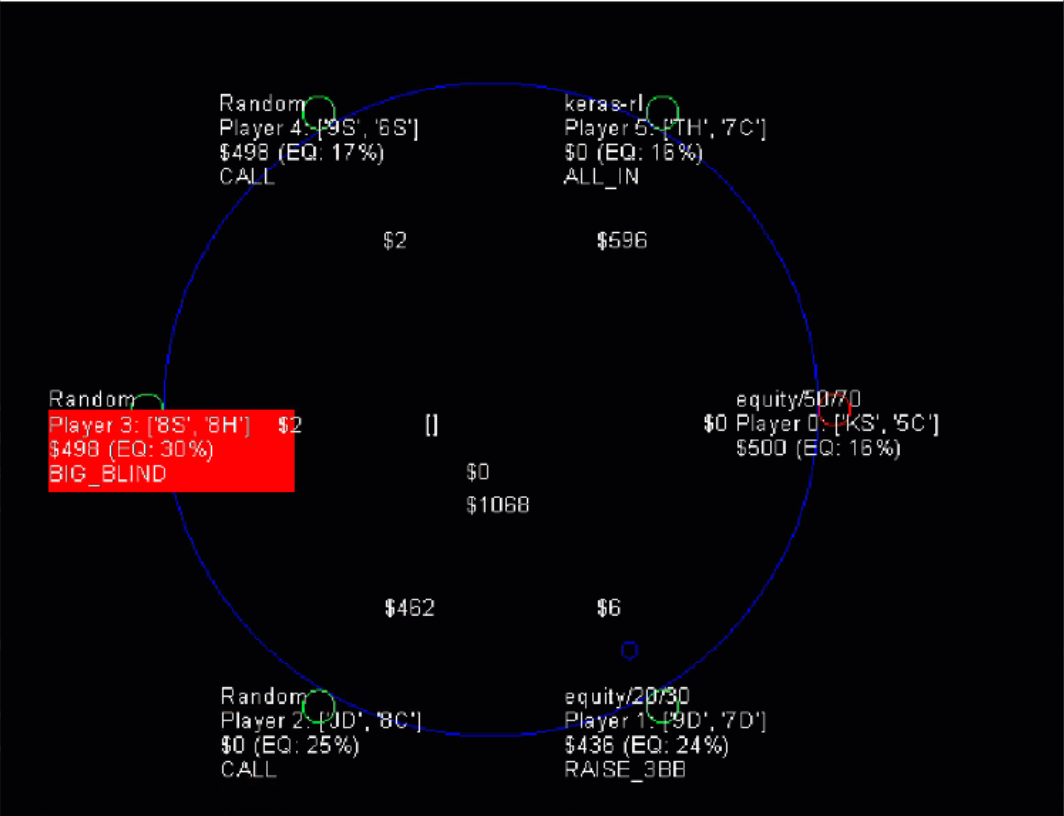 Random
Player 4: ['9S', '6S']
$498 (EQ: 17%)
CALL
keras-rl
Player 5: ['TH', '7C']
$0 (EQ: 16%)
ALL_IN
$2
$596
Random
Player 3: ['8S', '8H']
$498 (EQ: 30%)
BIG_BLIND
$2
[]
$0
$1068
$0
equity/50/70
Player 0: ['KS', '5C']
$500 (EQ: 16%)
$462
$6
Random
Player 2: ['JD', '8C']
$0 (EQ: 25%)
CALL
equity/20/30
Player 1: ['9D', '7D']
$436 (EQ: 24%)
RAISE_3BB